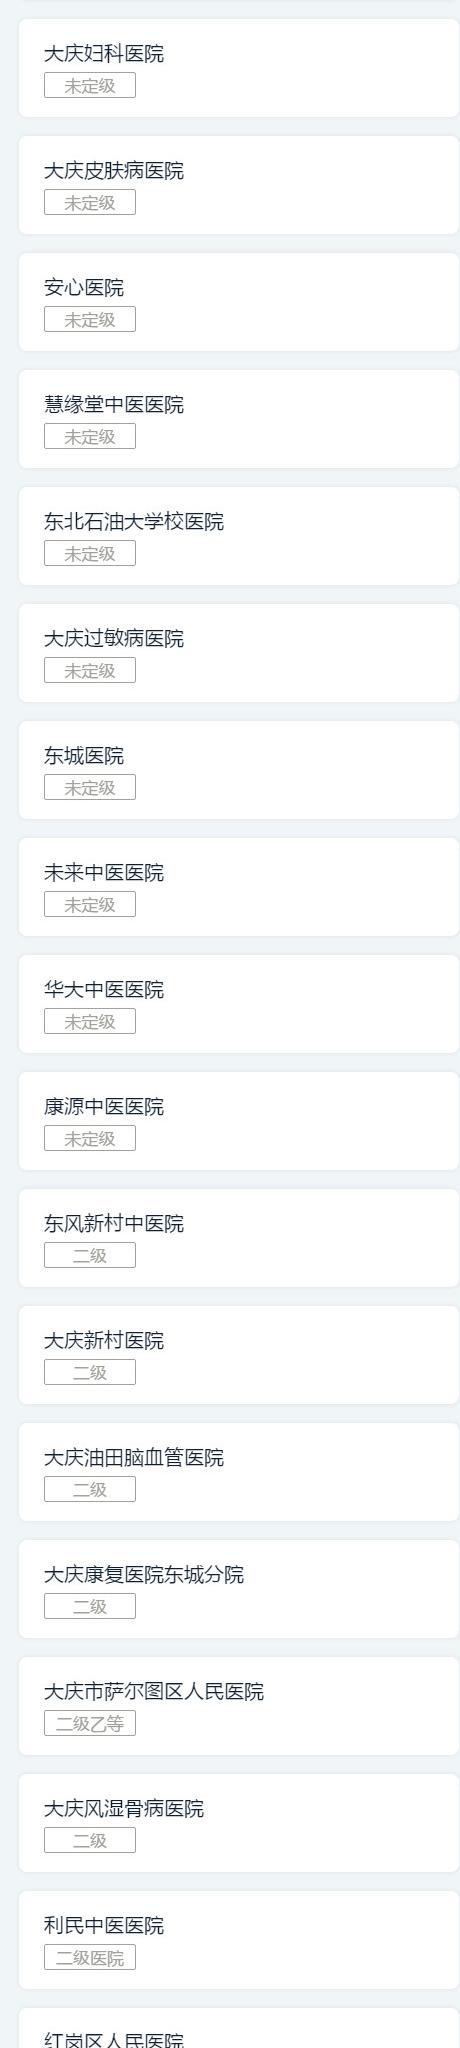 大庆妇科医院
未定级
大庆皮肤病医院
未定级
安心医院
未定级
慧缘堂中医医院
未定级
东北石油大学校医院
未定级
大庆过敏病医院
未定级
东城医院
未定级
未来中医医院
未定级
华大中医医院
未定级
康源中医医院
未定级
东风新村中医院
二级
大庆新村医院
二级
大庆油田脑血管医院
二级
大庆康复医院东城分院
二级
大庆市萨尔图区人民医院
二级乙等
大庆风湿骨病医院
二级
利民中医医院
二级医院
红岗区人民医院